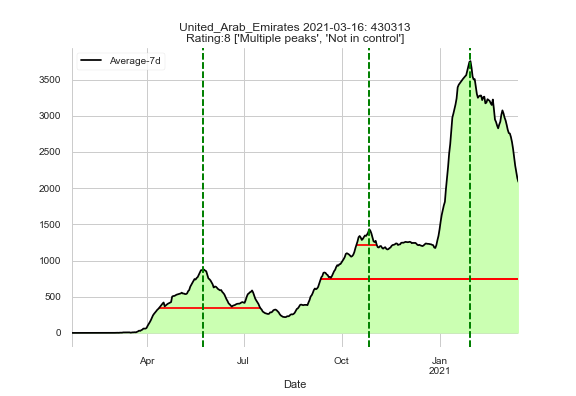 United_Arab_Emirates 2021-03-16: 430313
Rating:8 ['Multiple peaks', 'Not in control']
Average-7d
3500
3000
2500
2000
1500
1000
500
0
Apr Jul Oct Jan
2021
Date